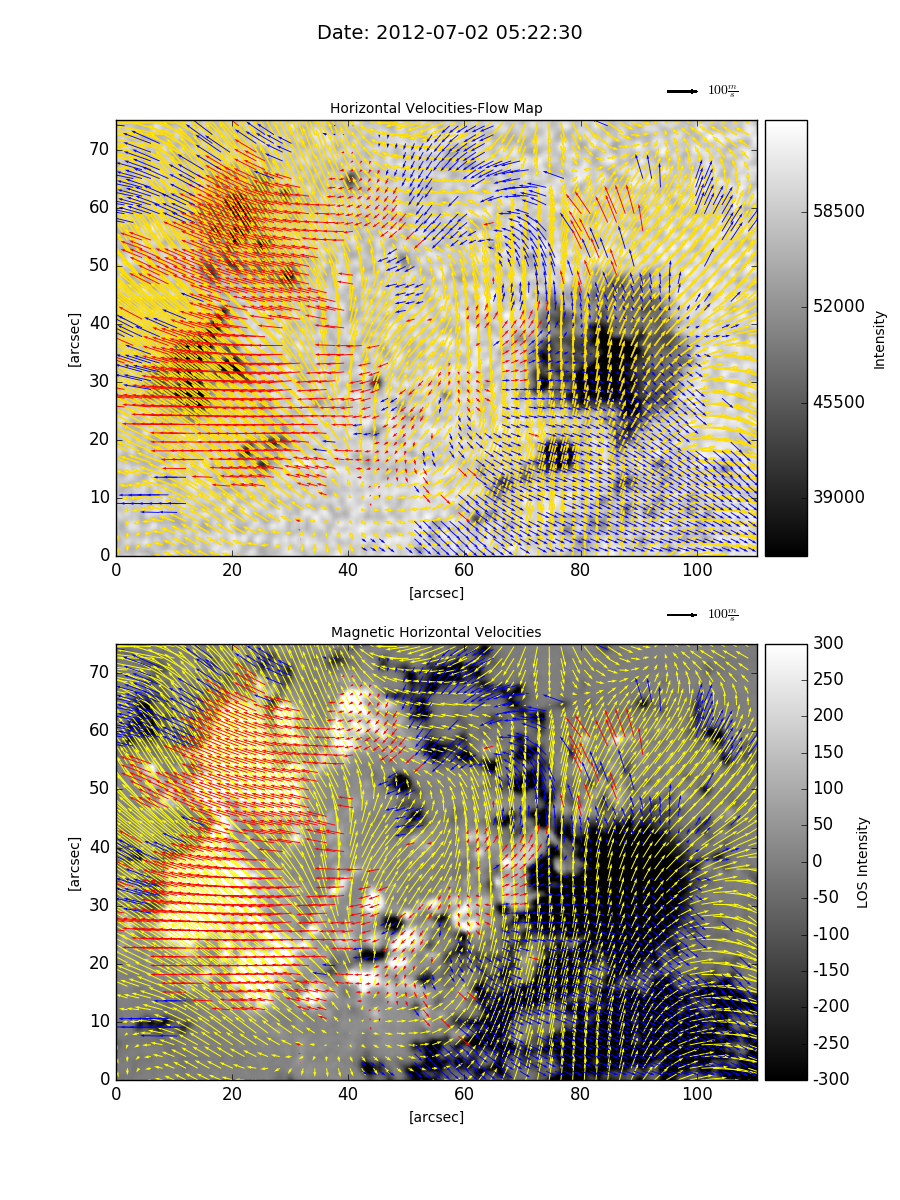 Date: 2012-07-02 05:22:30
100 m/s
Horizontal Velocities-Flow Map
70
60
50
40
30
20
10
0
[arcsec]
0 20 40 60 80 100
[arcsec]
58500
52000
45500
39000
Intensity
100 m/s
Magnetic Horizontal Velocities
70
60
50
40
30
20
10
0
[arcsec]
0 20 40 60 80 100
[arcsec]
300
250
200
150
100
50
0
-50
-100
-150
-200
-250
-300
LOS Intensity